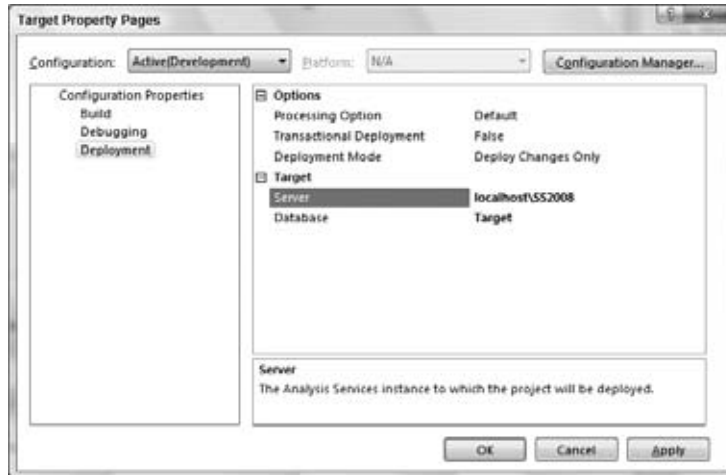 Target Property Pages
Configuration: Active(Development) Platform: N/A Configuration Manager...
Configuration Properties
Build
Debugging
Deployment
Options
Processing Option Default
Transactional Deployment False
Deployment Mode Deploy Changes Only
Target
Server localhost\SS2008
Database Target
Server
The Analysis Services instance to which the project will be deployed.
OK Cancel Apply